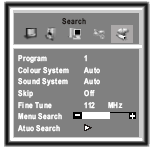 Search
Program 1
Colour System Auto
Sound System Auto
Skip Off
Fine Tune 112 MHz
Menu Search
Atuo Search